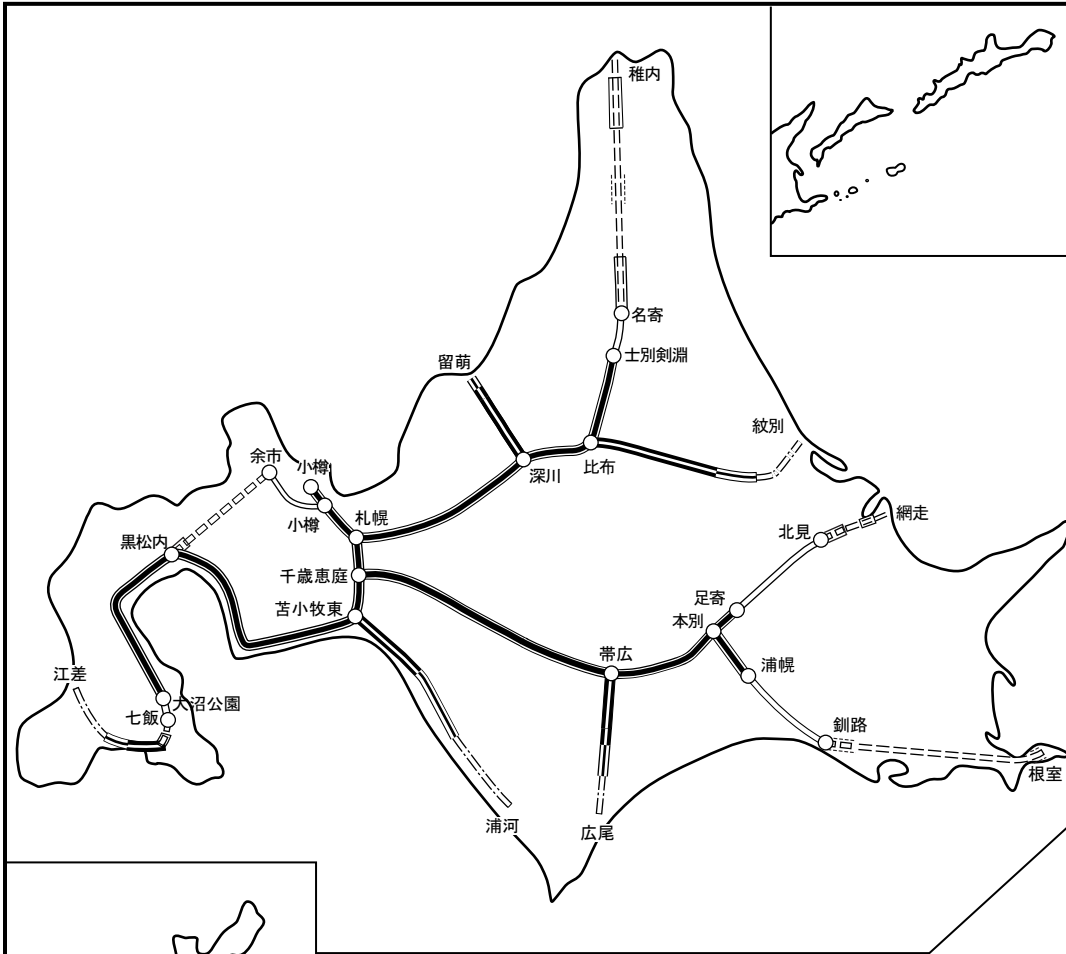 稚内
名寄
士別剣淵
留萌
紋別
余市
小樽
深川
比布
小樽
札幌
網走
北見
黒松内
千歳恵庭
足寄
苫小牧東
本別
帯広
浦幌
江差
大沼公園
七飯
釧路
根室
浦河
広尾